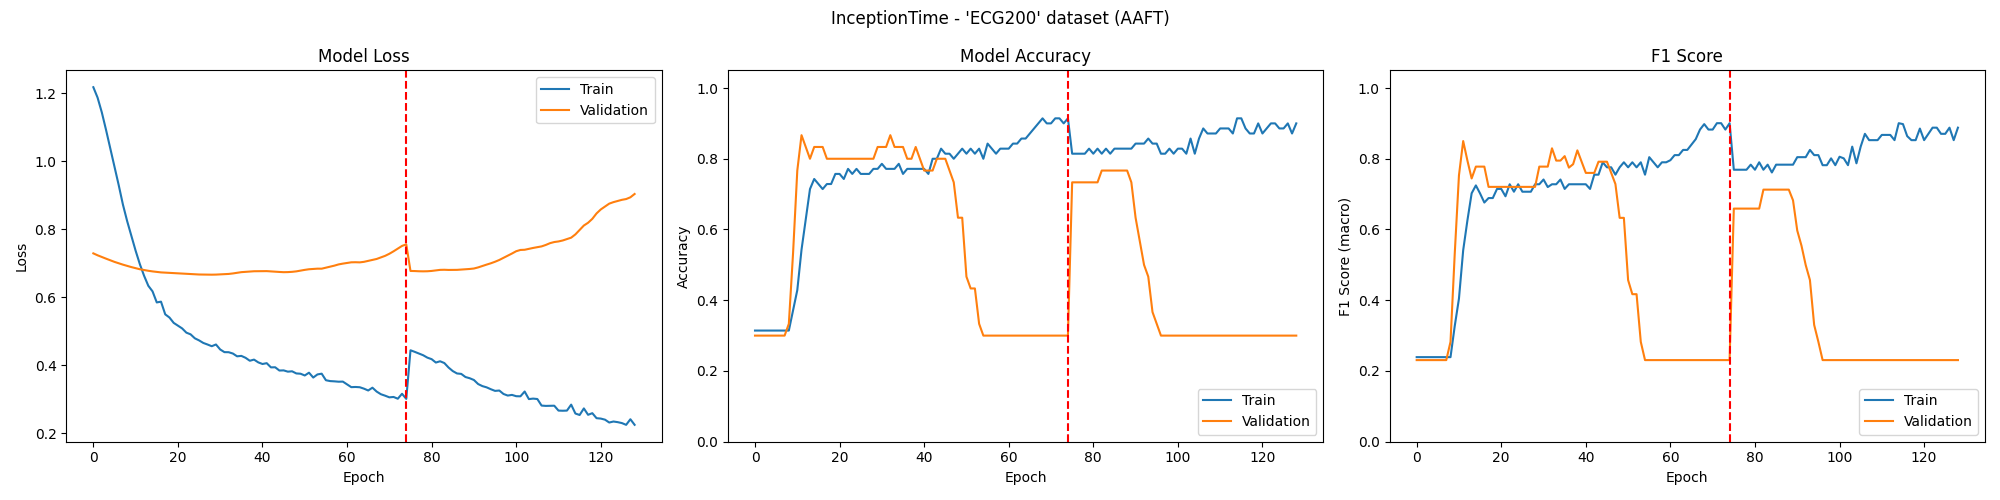 InceptionTime - 'ECG200' dataset (AAFT)
Model Loss
Loss
1.2
1.0
0.8
0.6
0.4
0.2
0 20 40 60 80 100 120
Epoch
Train
Validation
Model Accuracy
Accuracy
1.0
0.8
0.6
0.4
0.2
0.0
0 20 40 60 80 100 120
Epoch
Train
Validation
F1 Score
F1 Score (macro)
1.0
0.8
0.6
0.4
0.2
0.0
0 20 40 60 80 100 120
Epoch
Train
Validation